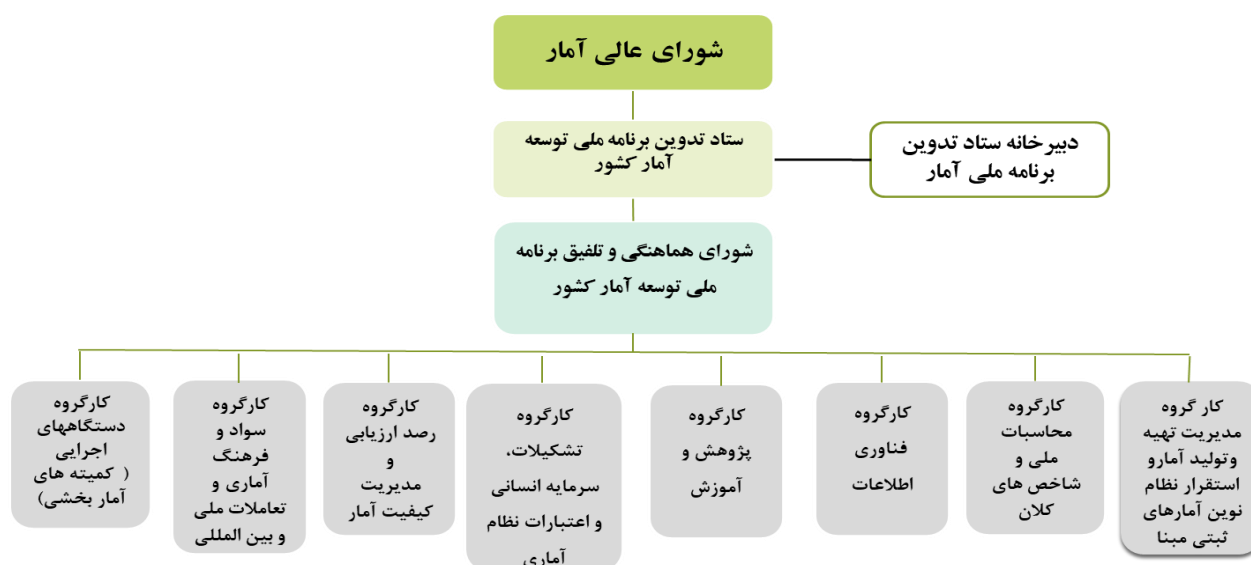 شورای عالی آمار
ستاد تدوین برنامه ملی توسعه
آمار کشور
دبیرخانه ستاد تدوین
برنامه ملی آمار
شورای هماهنگی و تلفیق برنامه
ملی توسعه آمار کشور
کار گروه
مدیریت تهیه
وتولید آمارو
استقرار نظام
نوین آمارهای
ثبتی مبنا
کارگروه
محاسبات
ملی و
شاخص های
کلان
کارگروه
فناوری
اطلاعات
کارگروه
پژوهش و
آموزش
کارگروه
تشکیلات،
سرمایه انسانی
و اعتبارات نظام
آماری
کارگروه
رصد ارزیابی
و
مدیریت
کیفیت آمار
کارگروه
سواد و
فرهنگ
آماری و
تعاملات ملی
و بین المللی
کارگروه
دستگاههای
اجرایی
( کمیته های
آمار بخشی)